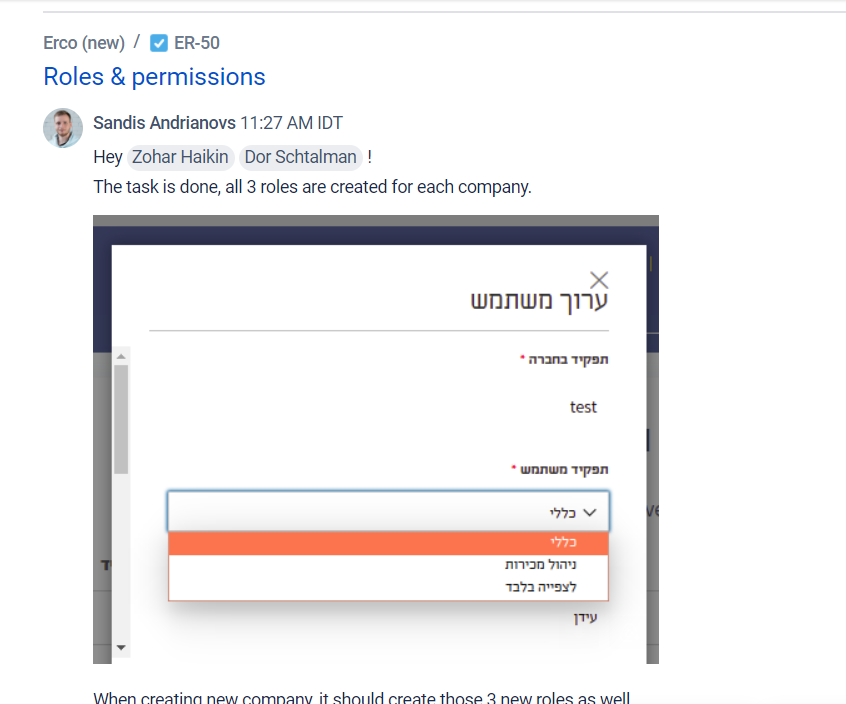 Erco (new) / ER-50
Roles & permissions
Sandis Andrianovs 11:27 AM IDT
Hey Zohar Haikin Dor Schtalman !
The task is done, all 3 roles are created for each company.
ערוך משתמש
תפקיד בחברה *
test
תפקיד משתמש *
כללי
כללי
ניהול מכירות
לצפייה בלבד
עידן
When creating new company, it should create those 3 new roles as well